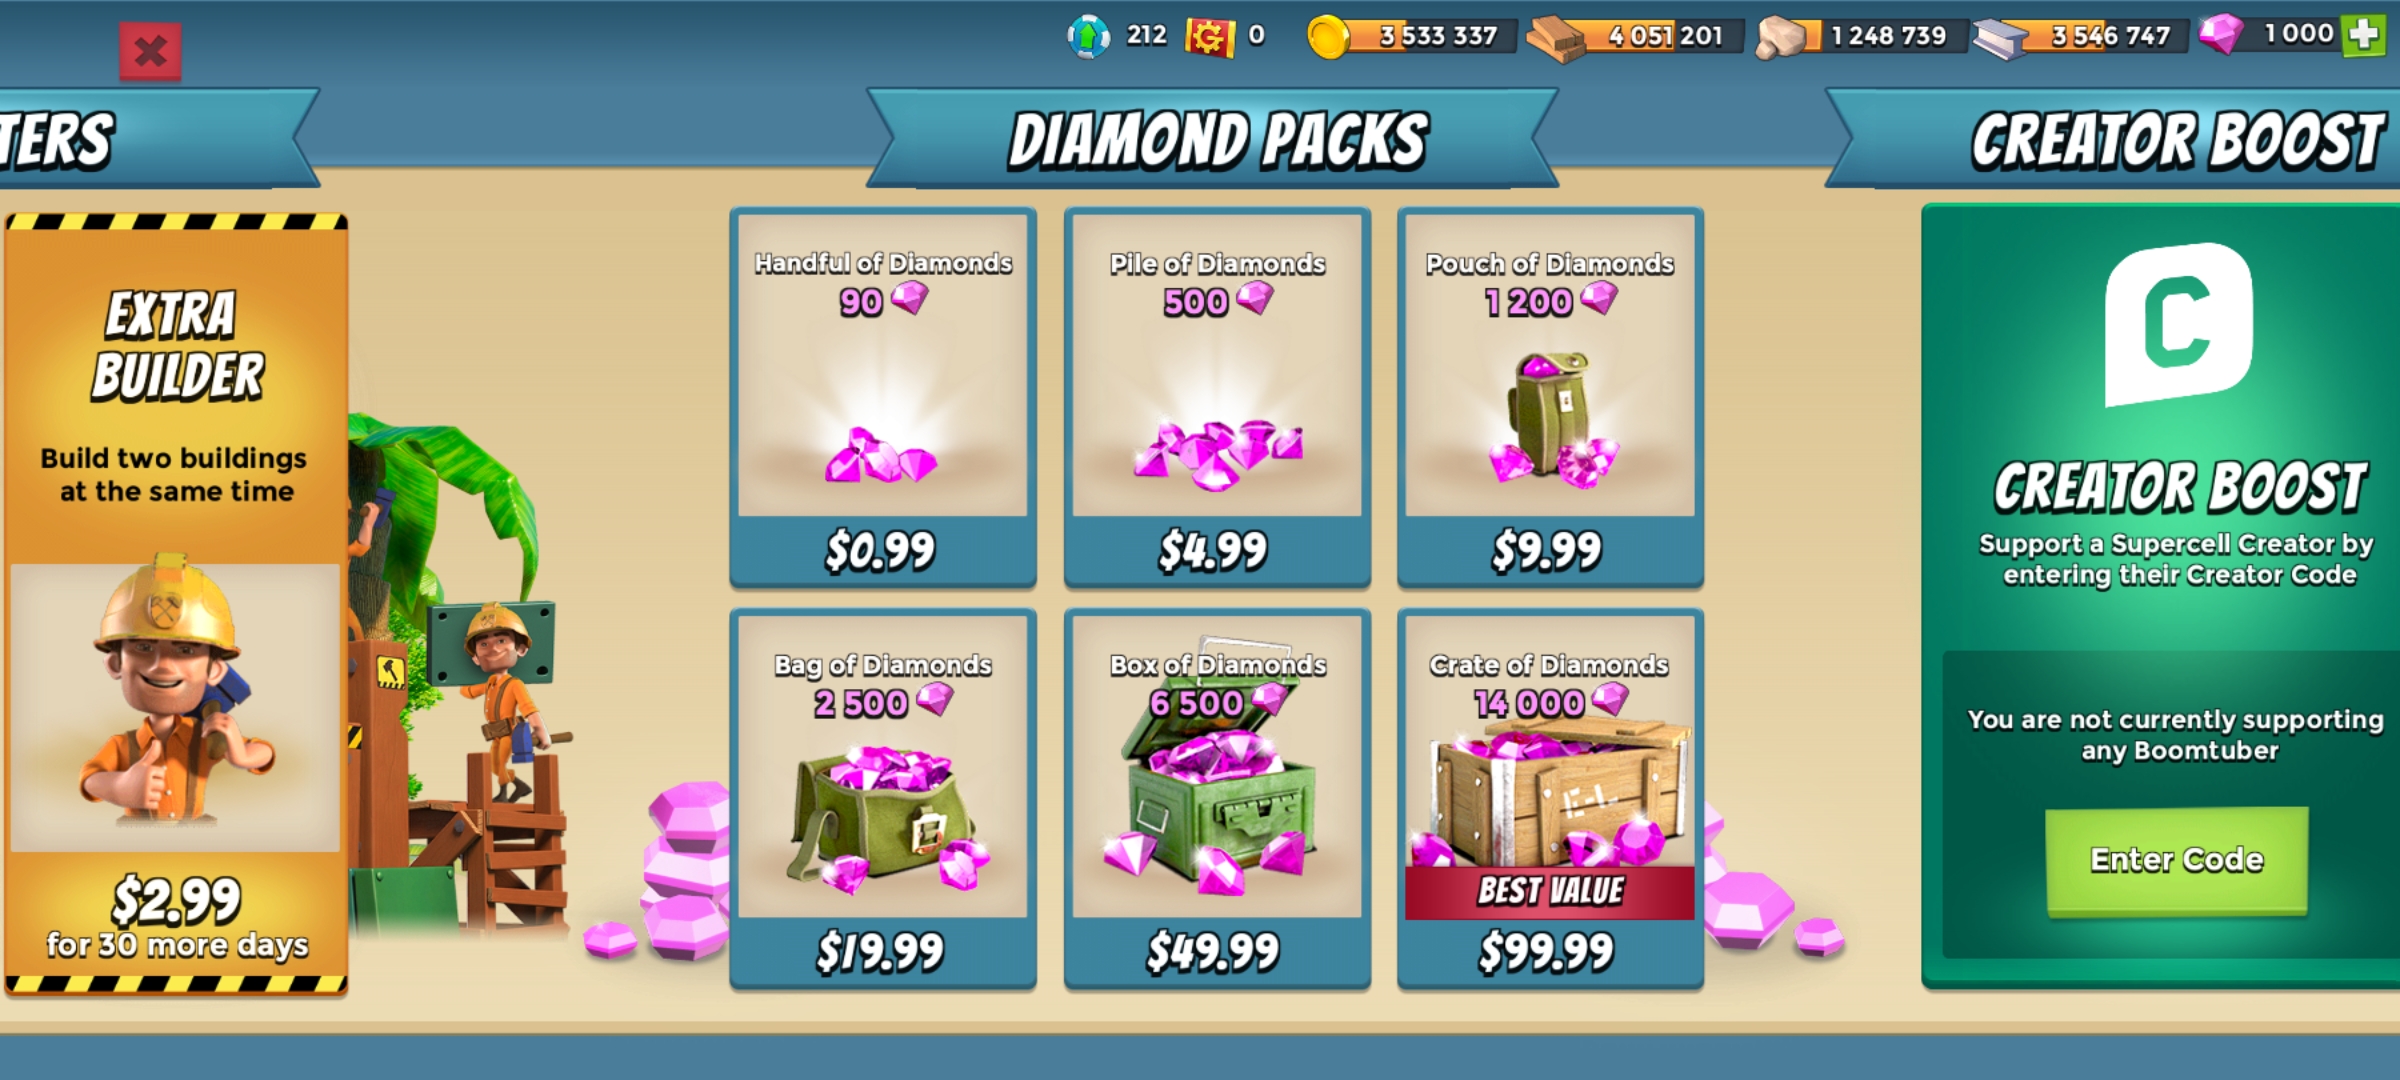 212
0
3 533 337
4 051 201
1 248 739
3 546 747
1 000
TERS
DIAMOND PACKS
CREATOR BOOST
EXTRA
BUILDER
Build two buildings
at the same time
$2.99
for 30 more days
Handful of Diamonds
90
$0.99
Pile of Diamonds
500
$4.99
Pouch of Diamonds
1 200
$9.99
Bag of Diamonds
2 500
$19.99
Box of Diamonds
6 500
$49.99
Crate of Diamonds
14 000
E-L
BEST VALUE
$99.99
C
CREATOR BOOST
Support a Supercell Creator by
entering their Creator Code
You are not currently supporting
any Boomtuber
Enter Code